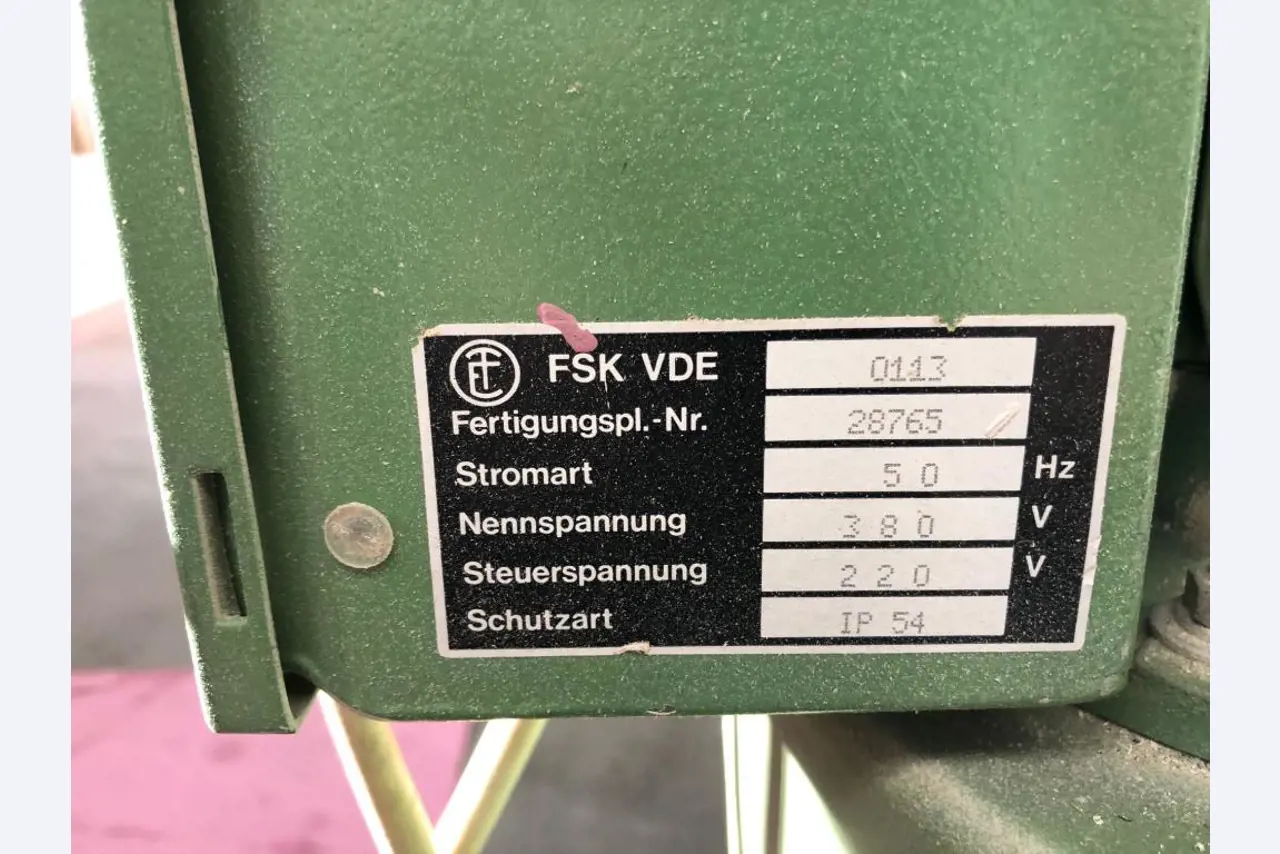 FSK VDE 0113
Fertigungspl.-Nr. 28765
Stromart 50 Hz
Nennspannung 380 V
Steuerspannung 220 V
Schutzart IP 54